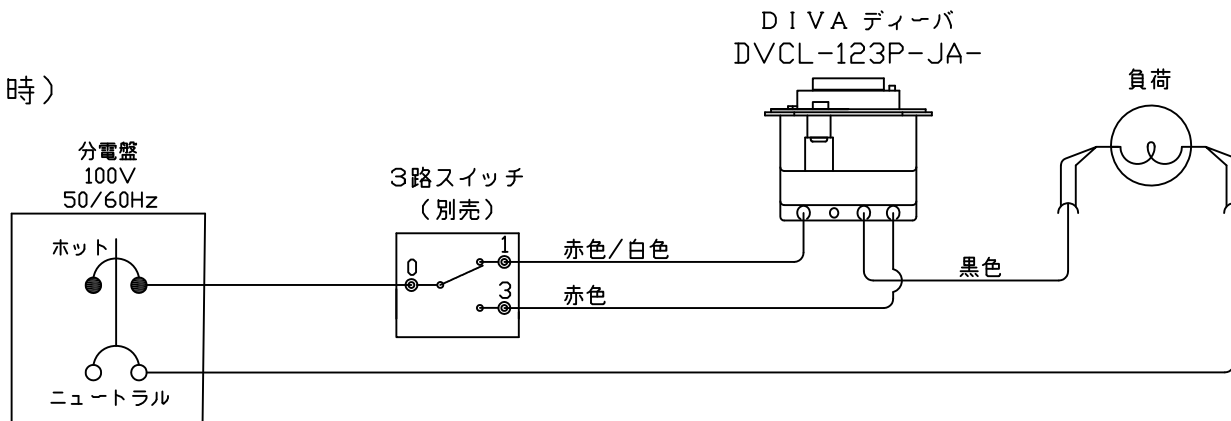 DIVA ディーバ
DVCL-123P-JA-
時)
負荷
分電盤
100V
50/60Hz
3路スイッチ
(別売)
ホット
0
1
3
赤色/白色
赤色
黒色
ニュートラル